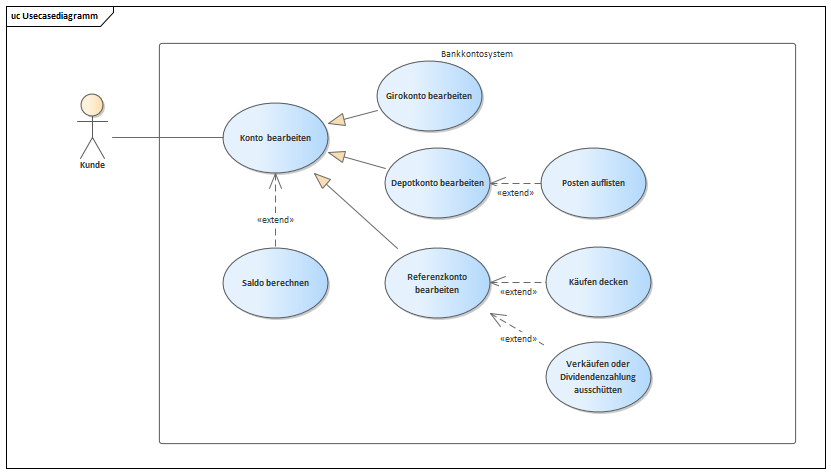 uc Usecasediagramm
Bankkontosystem
Girokonto bearbeiten
Konto bearbeiten
Kunde
Depotkonto bearbeiten
Posten auflisten
«extend»
«extend»
Saldo berechnen
Referenzkonto
bearbeiten
Käufen decken
«extend»
«extend»
Verkäufen oder
Dividendenzahlung
ausschütten